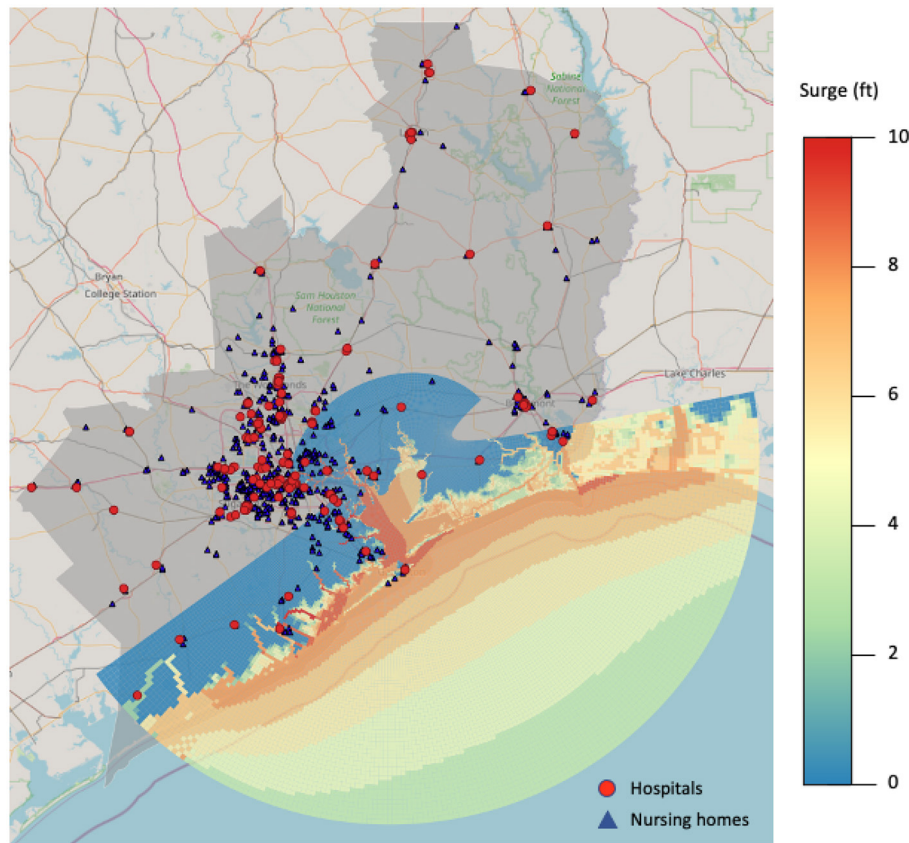 Surge (ft)
10
8
6
4
2
0
Sabine
National
Forest
Bryan
College Station
Sam Houston
National
Forest
Lake Charles
Hospitals
Nursing homes